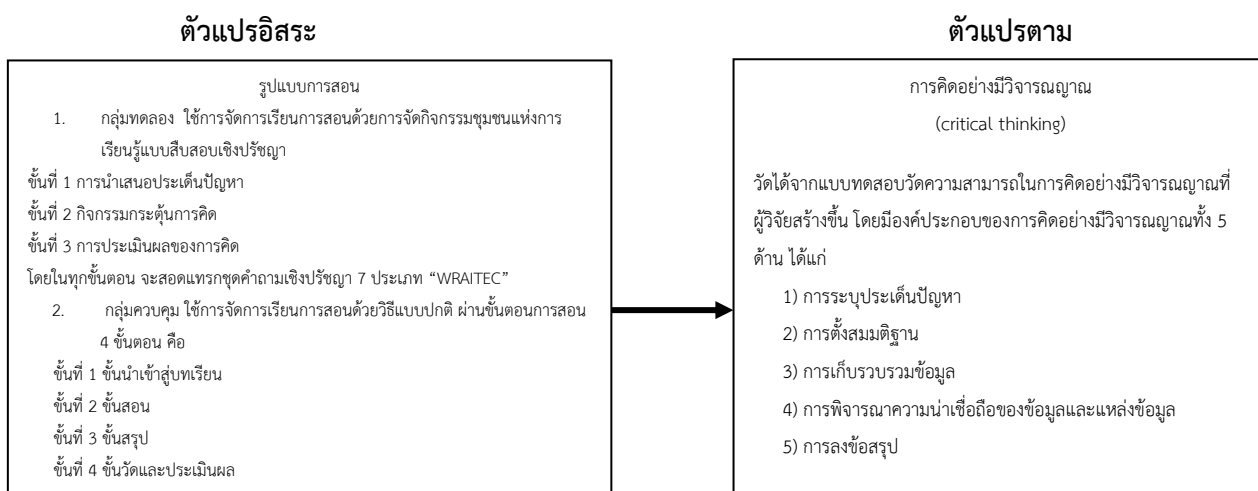 ตัวแปรอิสระ
รูปแบบการสอน
1. กลุ่มทดลอง ใช้การจัดการเรียนการสอนด้วยการจัดกิจกรรมชุมชนแห่งการ
เรียนรู้แบบสืบสอบเชิงปรัชญา
ขั้นที่ 1 การนำเสนอประเด็นปัญหา
ขั้นที่ 2 กิจกรรมกระตุ้นการคิด
ขั้นที่ 3 การประเมินผลของการคิด
โดยในทุกขั้นตอน จะสอดแทรกชุดคำถามเชิงปรัชญา 7 ประเภท “WRAITEC”
2. กลุ่มควบคุม ใช้การจัดการเรียนการสอนด้วยวิธีแบบปกติ ผ่านขั้นตอนการสอน
4 ขั้นตอน คือ
ขั้นที่ 1 ขั้นนำเข้าสู่บทเรียน
ขั้นที่ 2 ขั้นสอน
ขั้นที่ 3 ขั้นสรุป
ขั้นที่ 4 ขั้นวัดและประเมินผล
ตัวแปรตาม
การคิดอย่างมีวิจารณญาณ
(critical thinking)
วัดได้จากแบบทดสอบวัดความสามารถในการคิดอย่างมีวิจารณญาณที่
ผู้วิจัยสร้างขึ้น โดยมีองค์ประกอบของการคิดอย่างมีวิจารณญาณทั้ง 5
ด้าน ได้แก่
1) การระบุประเด็นปัญหา
2) การตั้งสมมติฐาน
3) การเก็บรวบรวมข้อมูล
4) การพิจารณาความน่าเชื่อถือของข้อมูลและแหล่งข้อมูล
5) การลงข้อสรุป